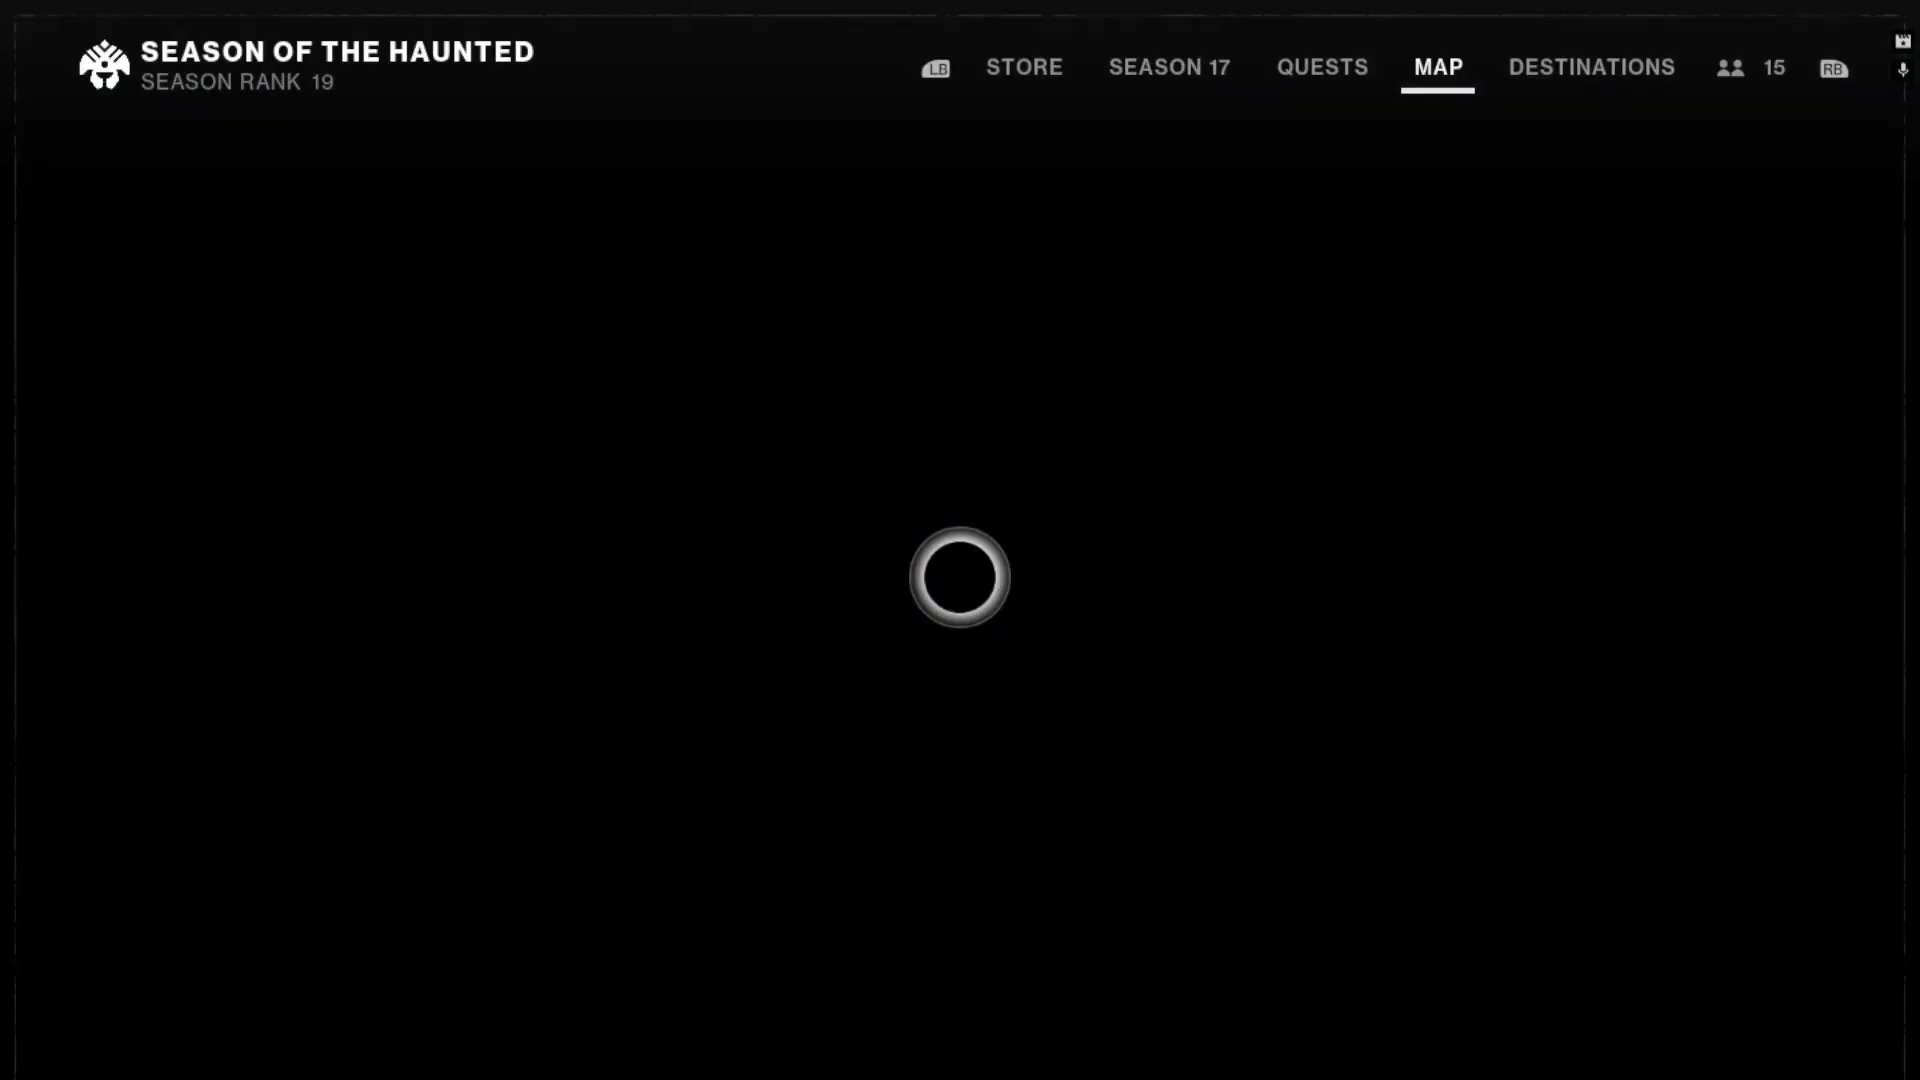 SEASON OF THE HAUNTED
SEASON RANK 19
LB STORE SEASON 17 QUESTS MAP DESTINATIONS 15 RB